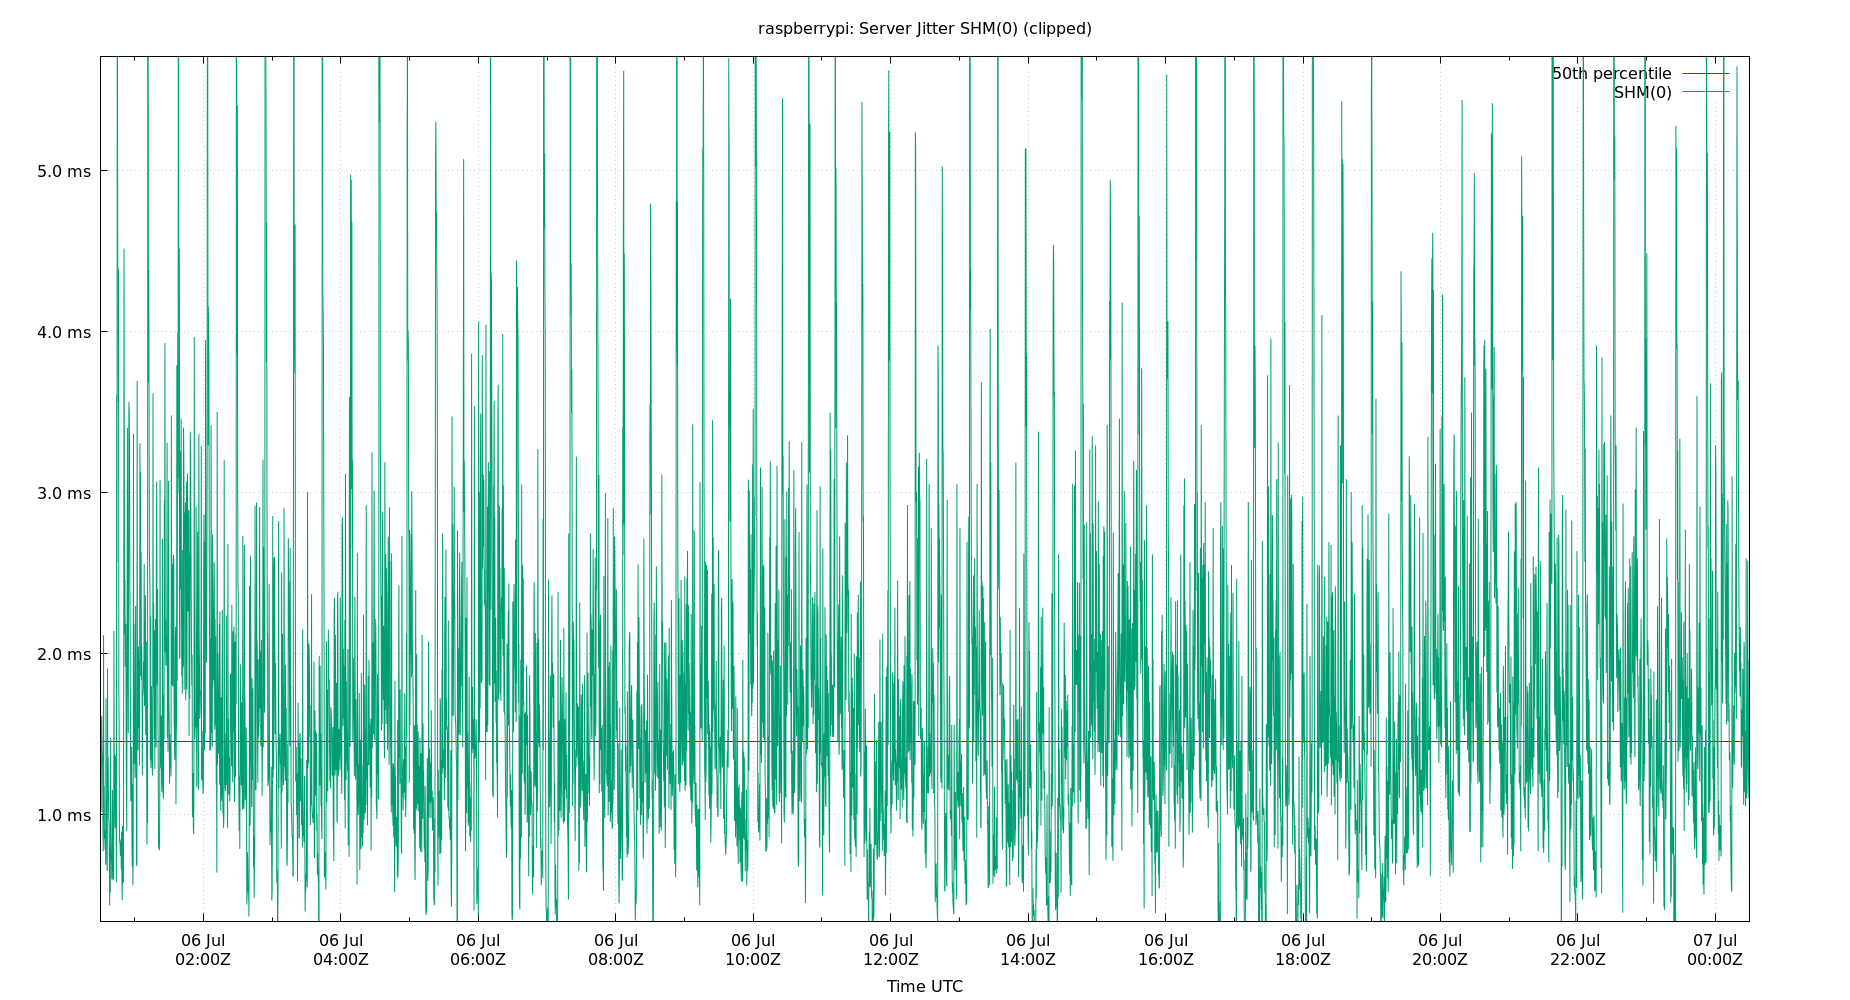 raspberrypi: Server Jitter SHM(0) (clipped)
50th percentile
SHM(0)
5.0 ms
4.0 ms
3.0 ms
2.0 ms
1.0 ms
06 Jul 06 Jul 06 Jul 06 Jul 06 Jul 06 Jul 06 Jul 06 Jul 06 Jul 06 Jul 06 Jul 07 Jul
02:00Z 04:00Z 06:00Z 08:00Z 10:00Z 12:00Z 14:00Z 16:00Z 18:00Z 20:00Z 22:00Z 00:00Z
Time UTC